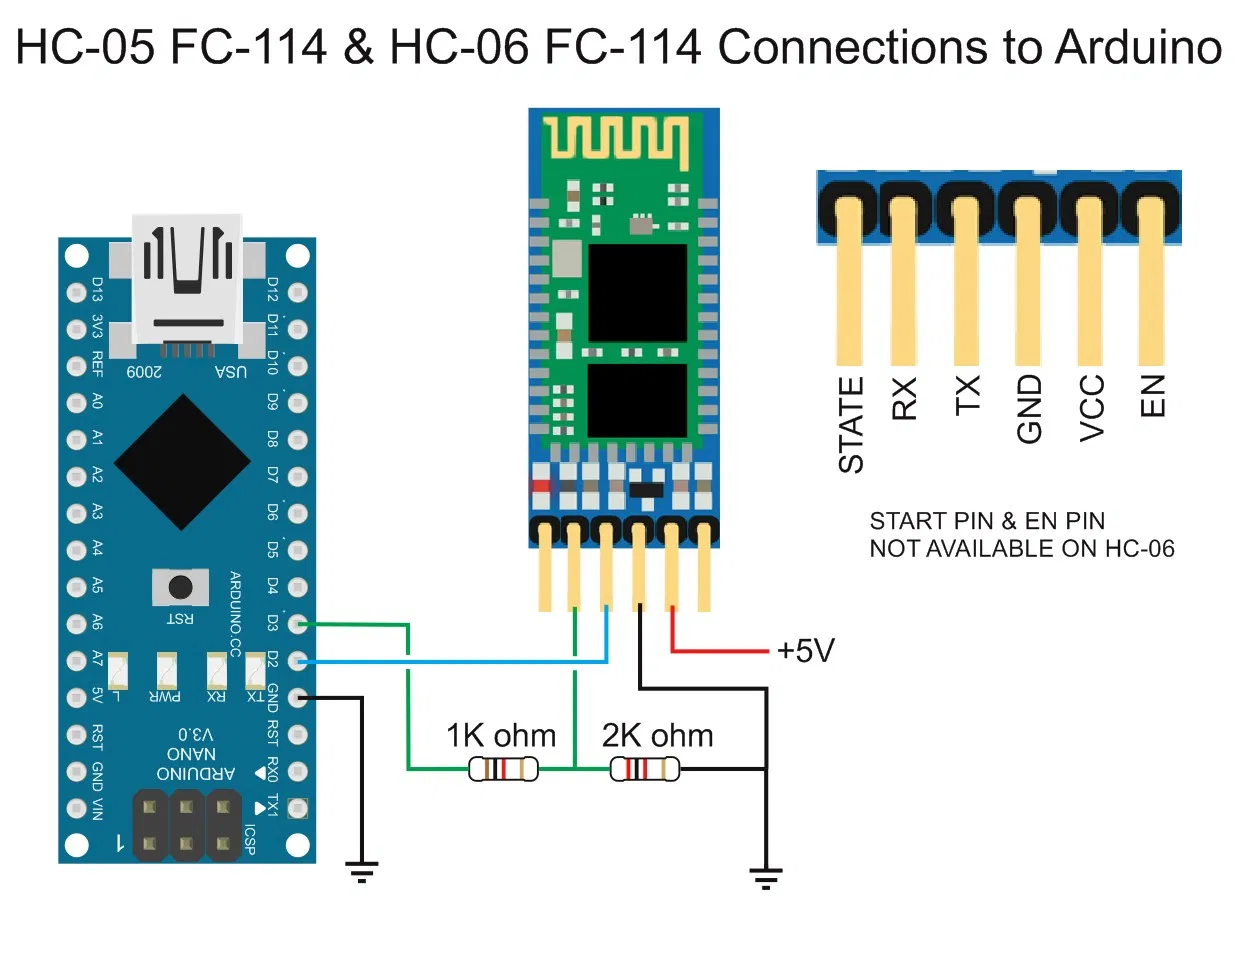 HC-05 FC-114 & HC-06 FC-114 Connections to Arduino
D13
3V3
REF
A0
A1
A2
A3
A4
A5
A6
A7
5V
RST
GND
VIN
D12
D11
D10
D9
D8
D7
D6
D5
D4
D3
D2
GND
RST
RX0
TX1
2009
USA
RST
ARDUINO.CC
L
PWR
RX
TX
ARDUINO
NANO
V3.0
1
ICSP
+5V
1K ohm
2K ohm
STATE
RX
TX
GND
VCC
EN
START PIN & EN PIN
NOT AVAILABLE ON HC-06